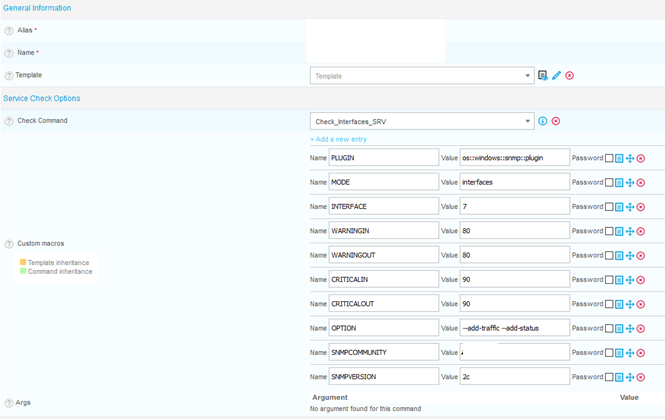 General Information
Alias *
Name *
Template Template
Service Check Options
Check Command Check_Interfaces_SRV
+ Add a new entry
Name PLUGIN Value os::windows::snmp::plugin Password
Name MODE Value interfaces Password
Name INTERFACE Value 7 Password
Name WARNINGIN Value 80 Password
Name WARNINGOUT Value 80 Password
Custom macros
Template inheritance
Command inheritance
Name CRITICALIN Value 90 Password
Name CRITICALOUT Value 90 Password
Name OPTION Value --add-traffic --add-status Password
Name SNMPCOMMUNITY Value Password
Name SNMPVERSION Value 2c Password
Args
Argument Value
No argument found for this command